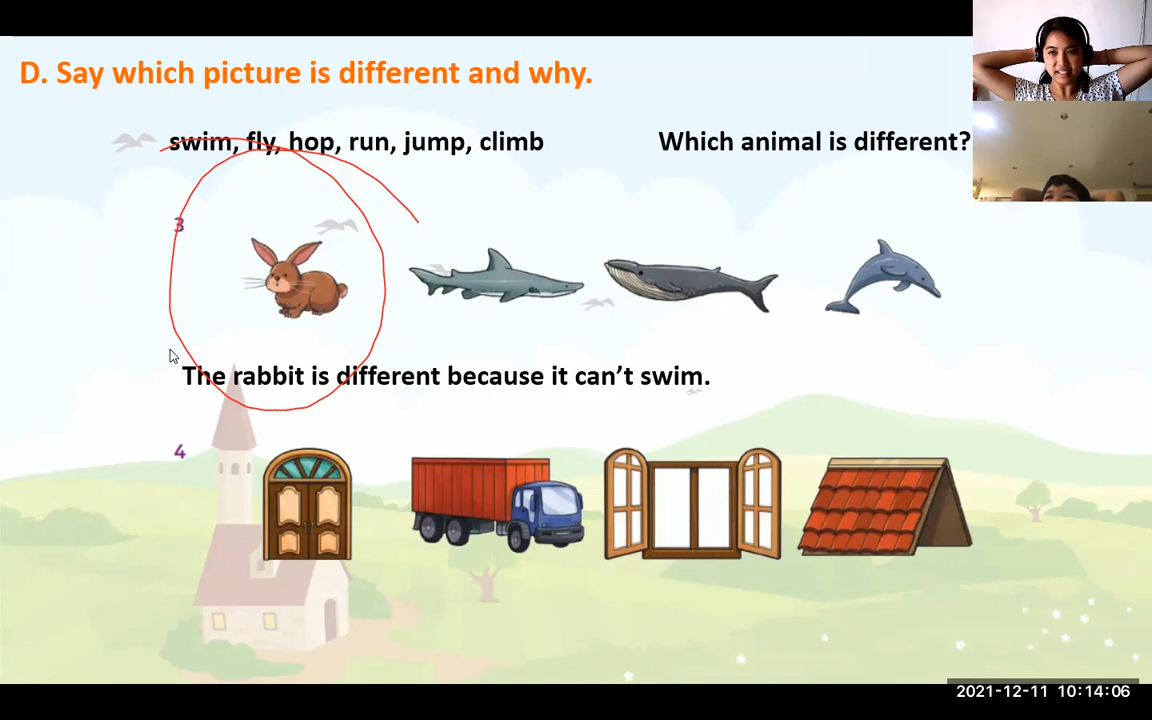 D. Say which picture is different and why.
swim, fly, hop, run, jump, climb
Which animal is different?
3
The rabbit is different because it can't swim.
4
2021-12-11 10:14:06